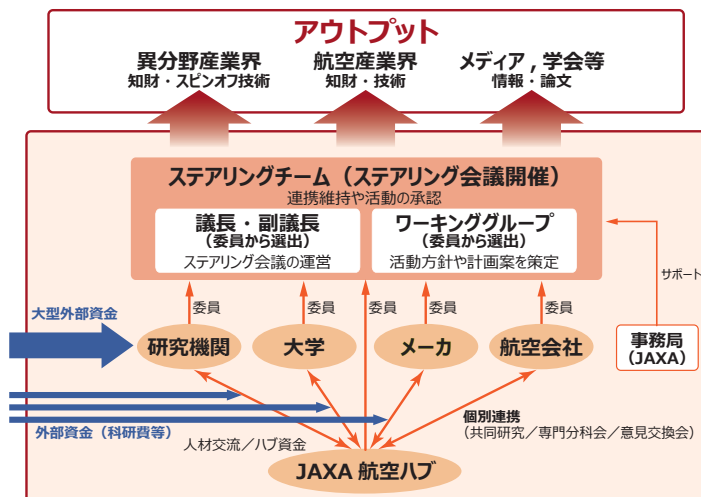 アウトプット
異分野産業界
知財・スピンオフ技術
航空産業界
知財・技術
メディア , 学会等
情報・論文
ステアリングチーム（ステアリング会議開催）
連携維持や活動の承認
議長・副議長
（委員から選出）
ステアリング会議の運営
ワーキンググループ
（委員から選出）
活動方針や計画案を策定
サポート
委員
委員
委員
委員
委員
大型外部資金
研究機関
大学
メーカ
航空会社
事務局
（JAXA）
外部資金（科研費等）
人材交流／ハブ資金
個別連携
（共同研究／専門分科会／意見交換会）
JAXA 航空ハブ